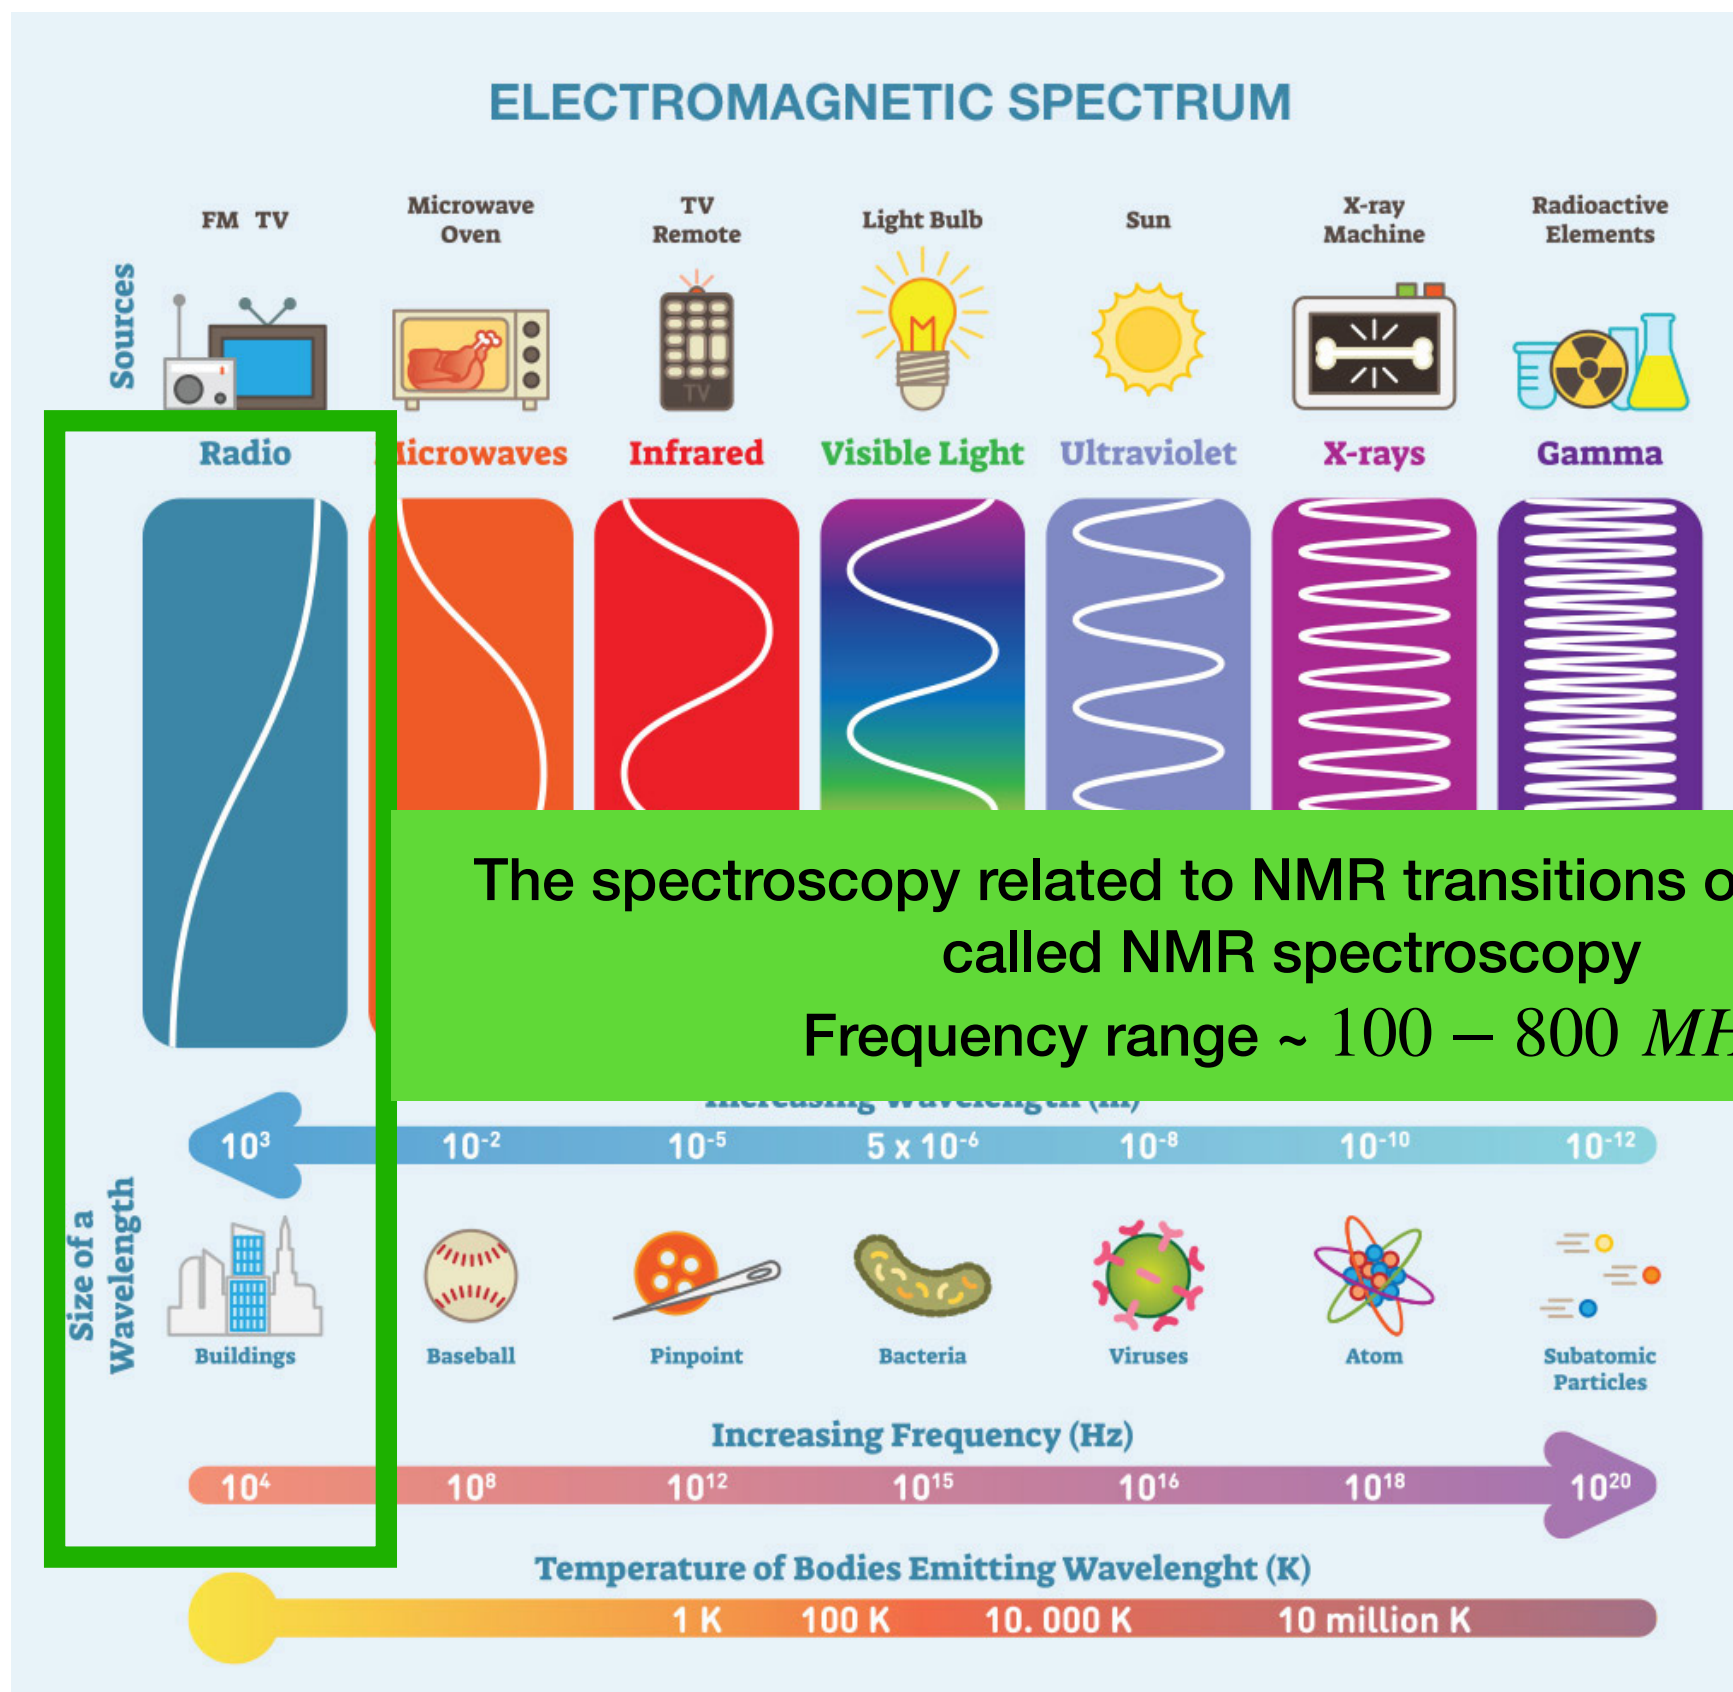 ELECTROMAGNETIC SPECTRUM
Sources
FM TV
Microwave
Oven
TV
Remote
Light Bulb
Sun
X-ray
Machine
Radioactive
Elements
TV
Radio
Microwaves
Infrared
Visible Light
Ultraviolet
X-rays
Gamma
The spectroscopy related to NMR transitions
called NMR spectroscopy
Frequency range ~ 100 – 800
Increasing Wavelength (m)
10³
10⁻²
10⁻⁵
5 x 10⁻⁶
10⁻⁸
10⁻¹⁰
10⁻¹²
Size of a
Wavelength
Buildings
Baseball
Pinpoint
Bacteria
Viruses
Atom
Subatomic
Particles
Increasing Frequency (Hz)
10⁴
10⁸
10¹²
10¹⁵
10¹⁶
10¹⁸
10²⁰
Temperature of Bodies Emitting Wavelenght (K)
1 K
100 K
10. 000 K
10 million K